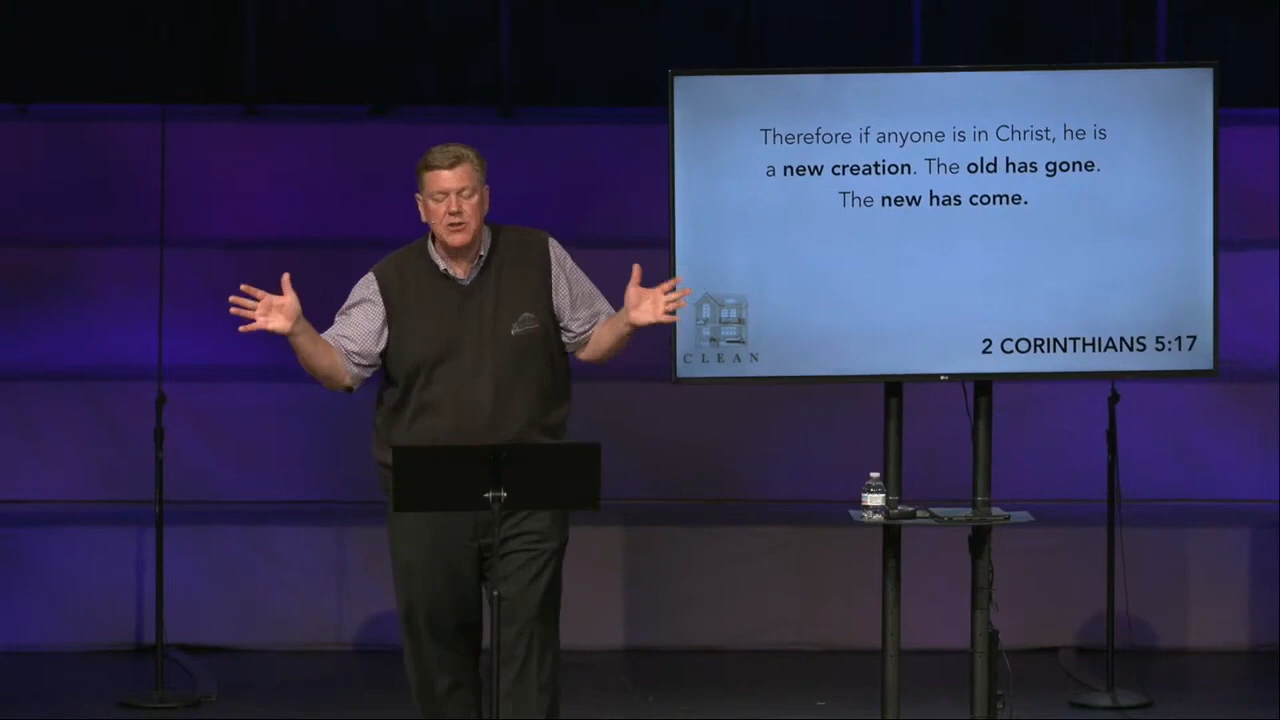 Therefore if anyone is in Christ, he is
a new creation. The old has gone.
The new has come.
CLEAN
2 CORINTHIANS 5:17
LG